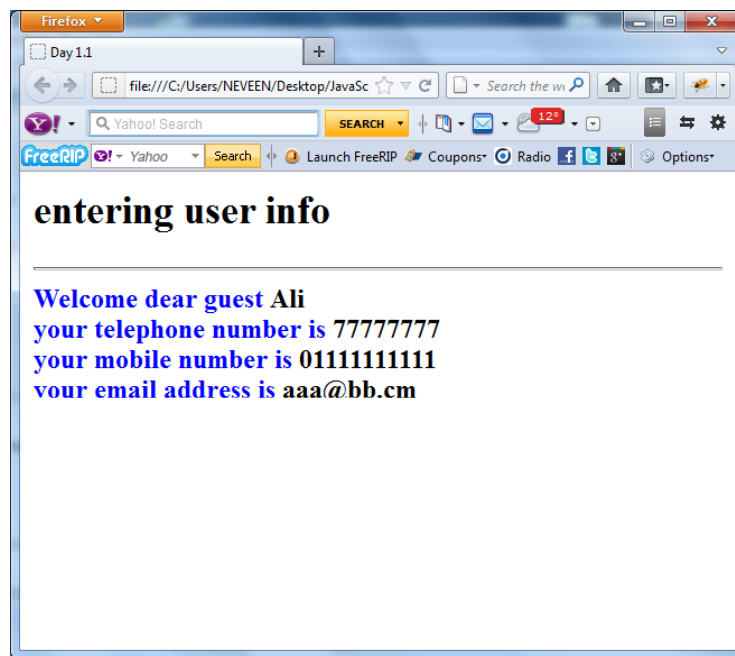 Firefox
Day 1.1
file:///C:/Users/NEVEEN/Desktop/JavaSc
Search the
Y! Yahoo! Search SEARCH 12°
FreeRIP Y! Yahoo Search Launch FreeRIP Coupons Radio Options
entering user info
Welcome dear guest Ali
your telephone number is 77777777
your mobile number is 01111111111
your email address is aaa@bb.cm